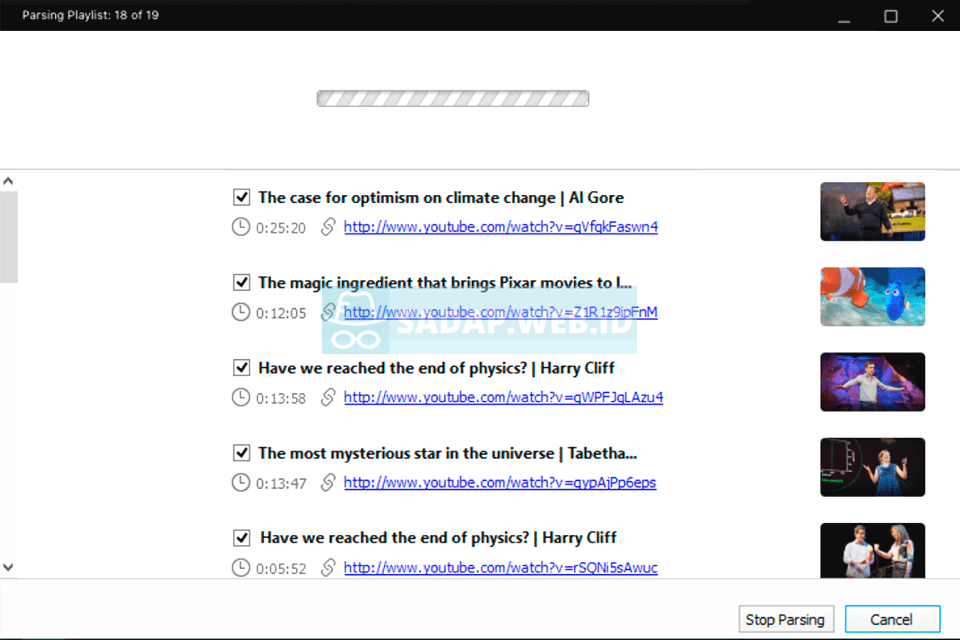 Parsing Playlist: 18 of 19
The case for optimism on climate change | Al Gore
0:25:20 http://www.youtube.com/watch?v=gVfgkFaswn4
The magic ingredient that brings Pixar movies to l...
0:12:05 http://www.youtube.com/watch?v=Z1R1z9ipFnM
SADAP.WEB.ID
Have we reached the end of physics? | Harry Cliff
0:13:58 http://www.youtube.com/watch?v=gWPFJgLAzu4
The most mysterious star in the universe | Tabetha...
0:13:47 http://www.youtube.com/watch?v=gypAjPp6eps
Have we reached the end of physics? | Harry Cliff
0:05:52 http://www.youtube.com/watch?v=rSQNi5sAwuc
Stop Parsing Cancel